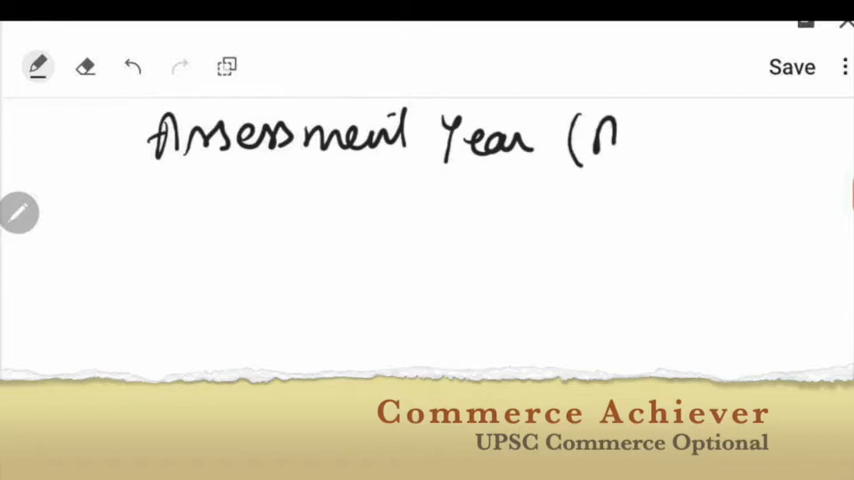 Save
Assessment Year (A
Commerce Achiever
UPSC Commerce Optional